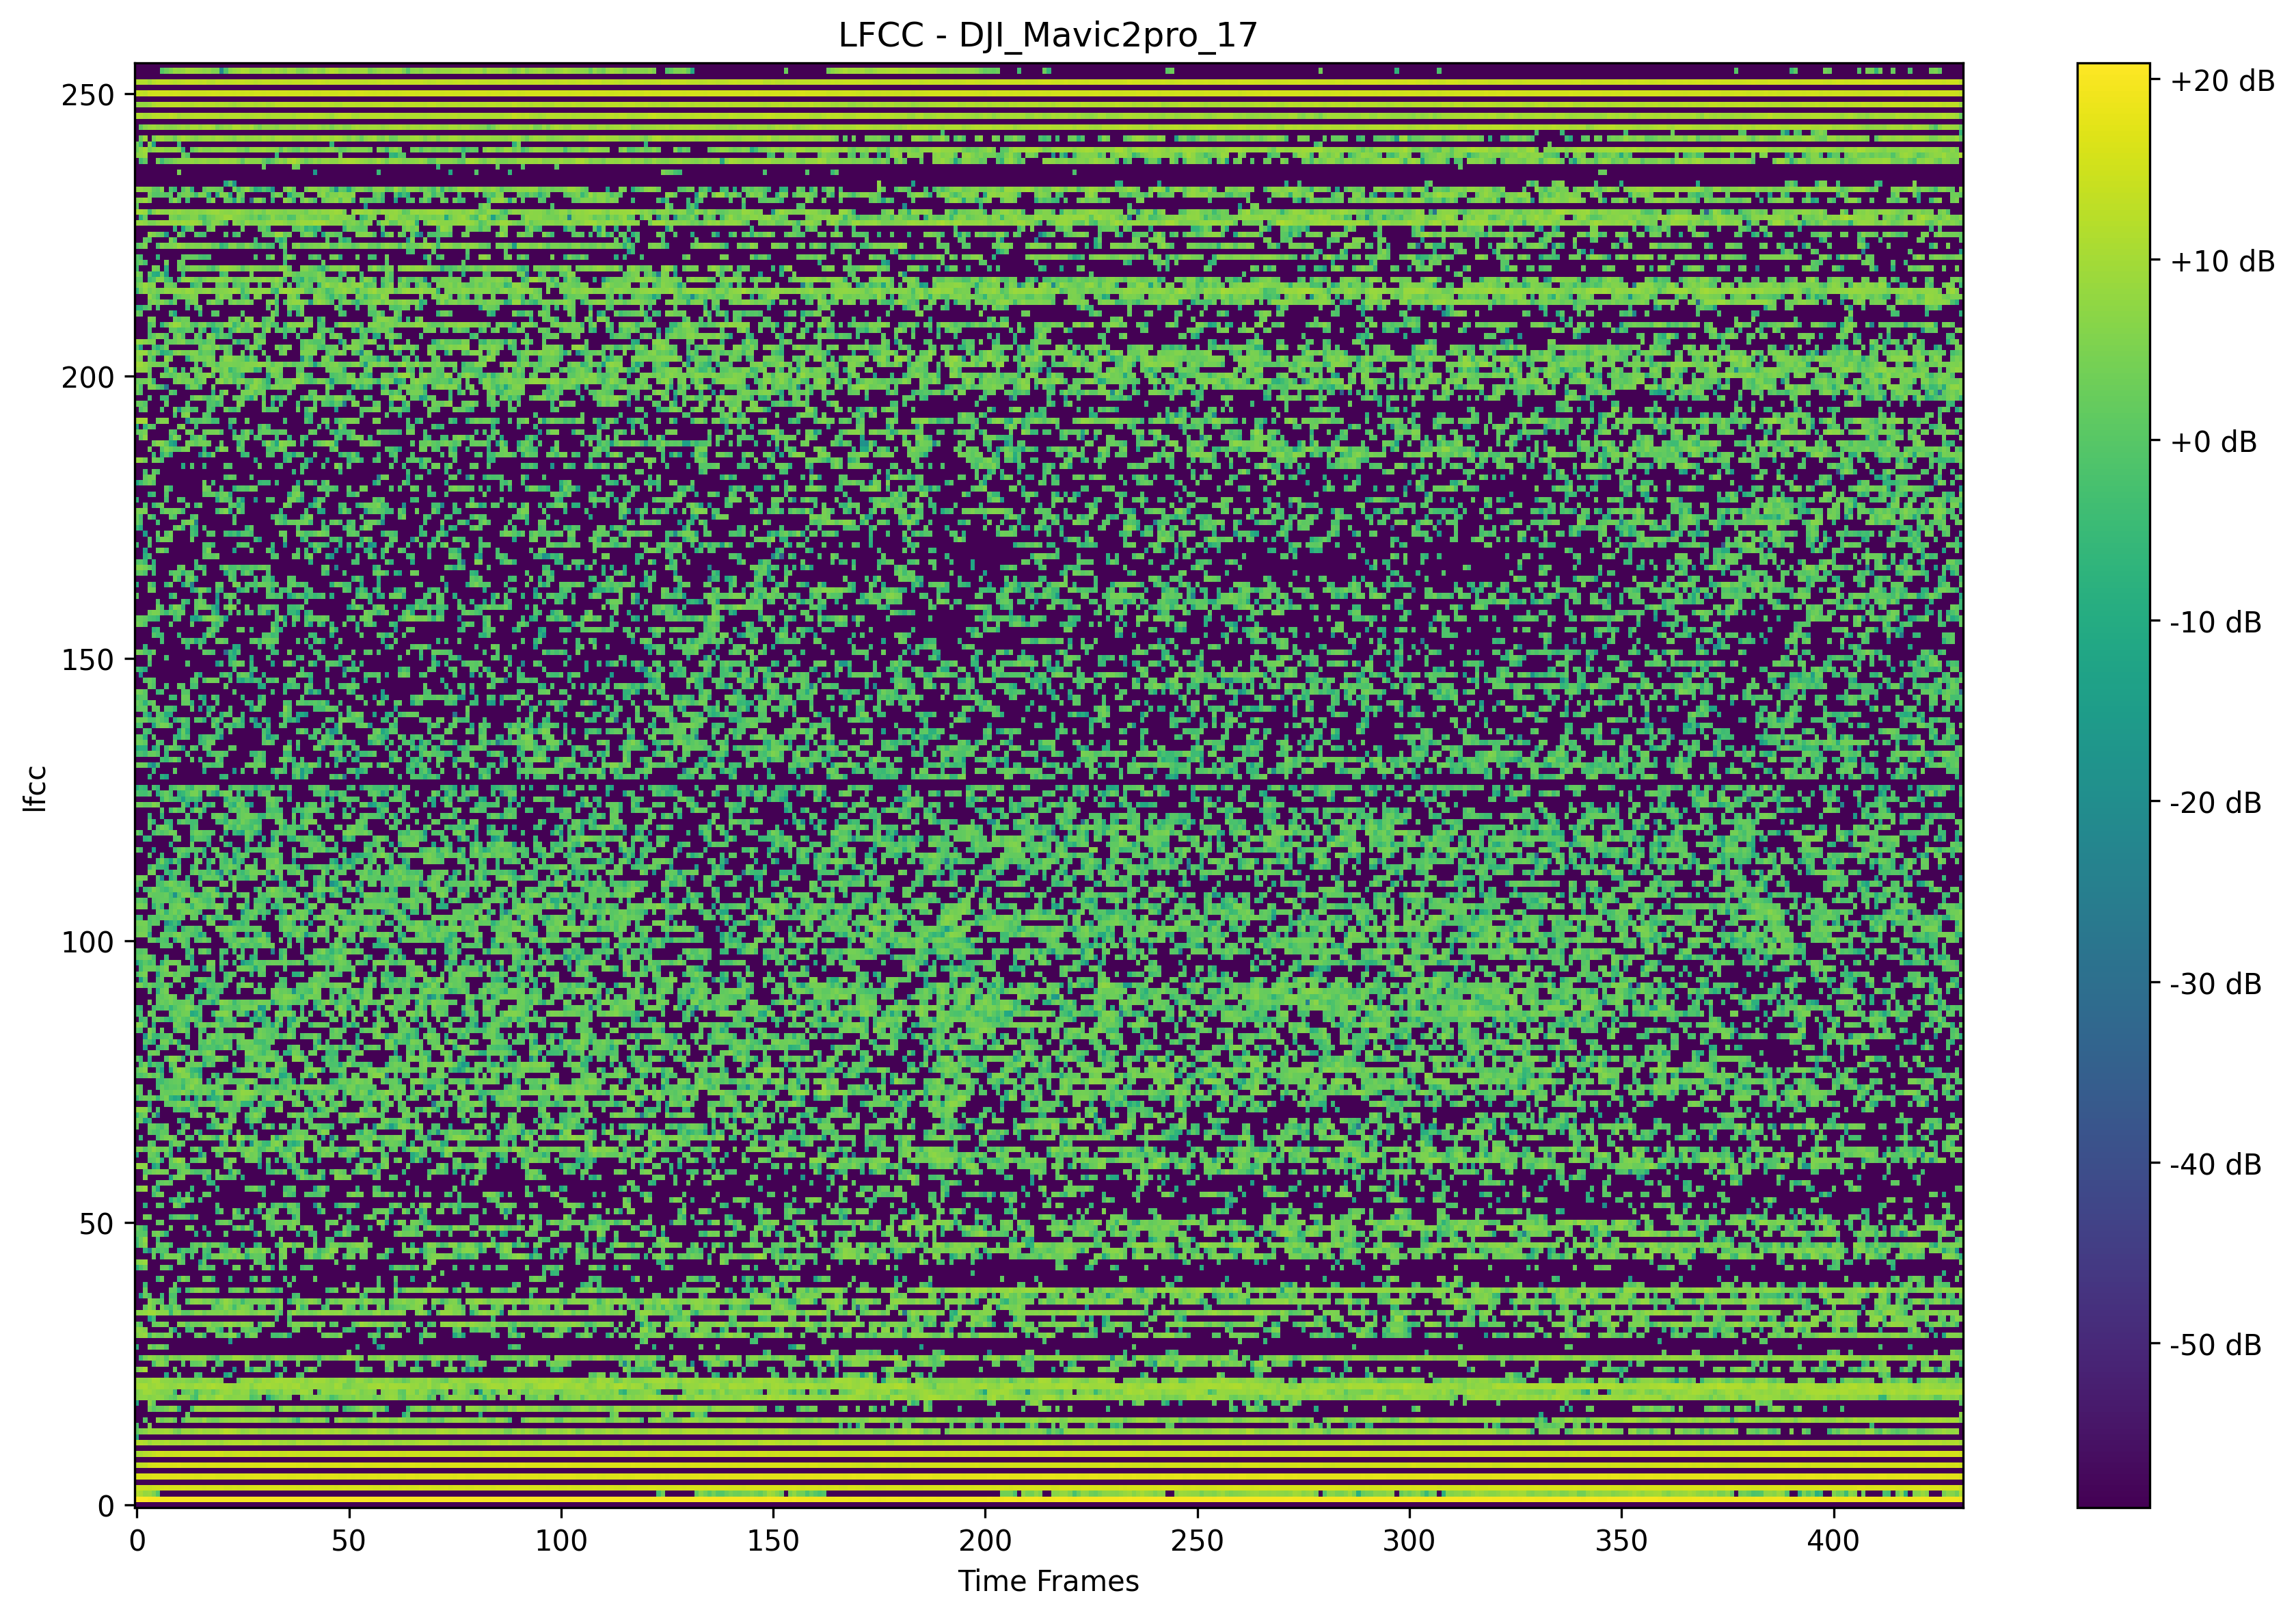 LFCC - DJI_Mavic2pro_17
250
200
150
100
50
0
lfcc
0 50 100 150 200 250 300 350 400
Time Frames
+20 dB
+10 dB
+0 dB
-10 dB
-20 dB
-30 dB
-40 dB
-50 dB